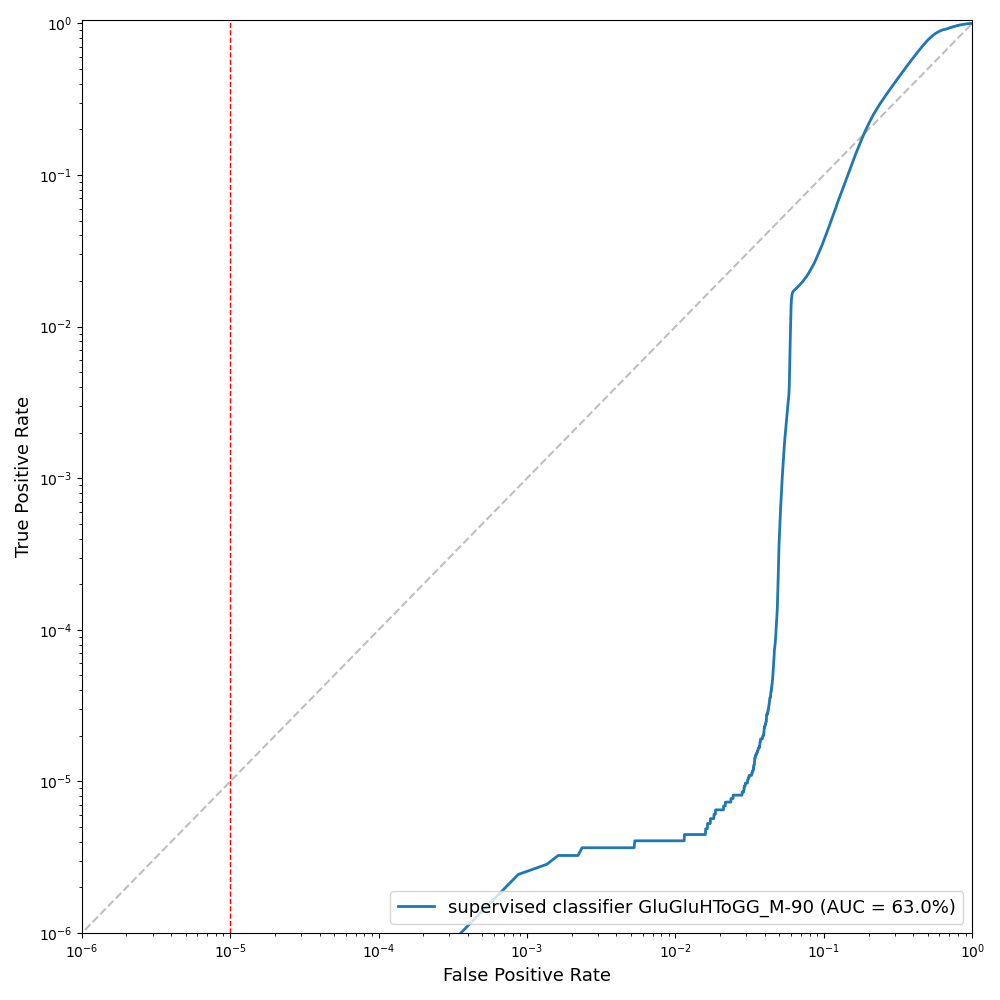 10⁰
10⁻¹
10⁻²
10⁻³
10⁻⁴
10⁻⁵
10⁻⁶
True Positive Rate
supervised classifier GluGluHToGG_M-90 (AUC = 63.0%)
10⁻⁶ 10⁻⁵ 10⁻⁴ 10⁻³ 10⁻² 10⁻¹ 10⁰
False Positive Rate